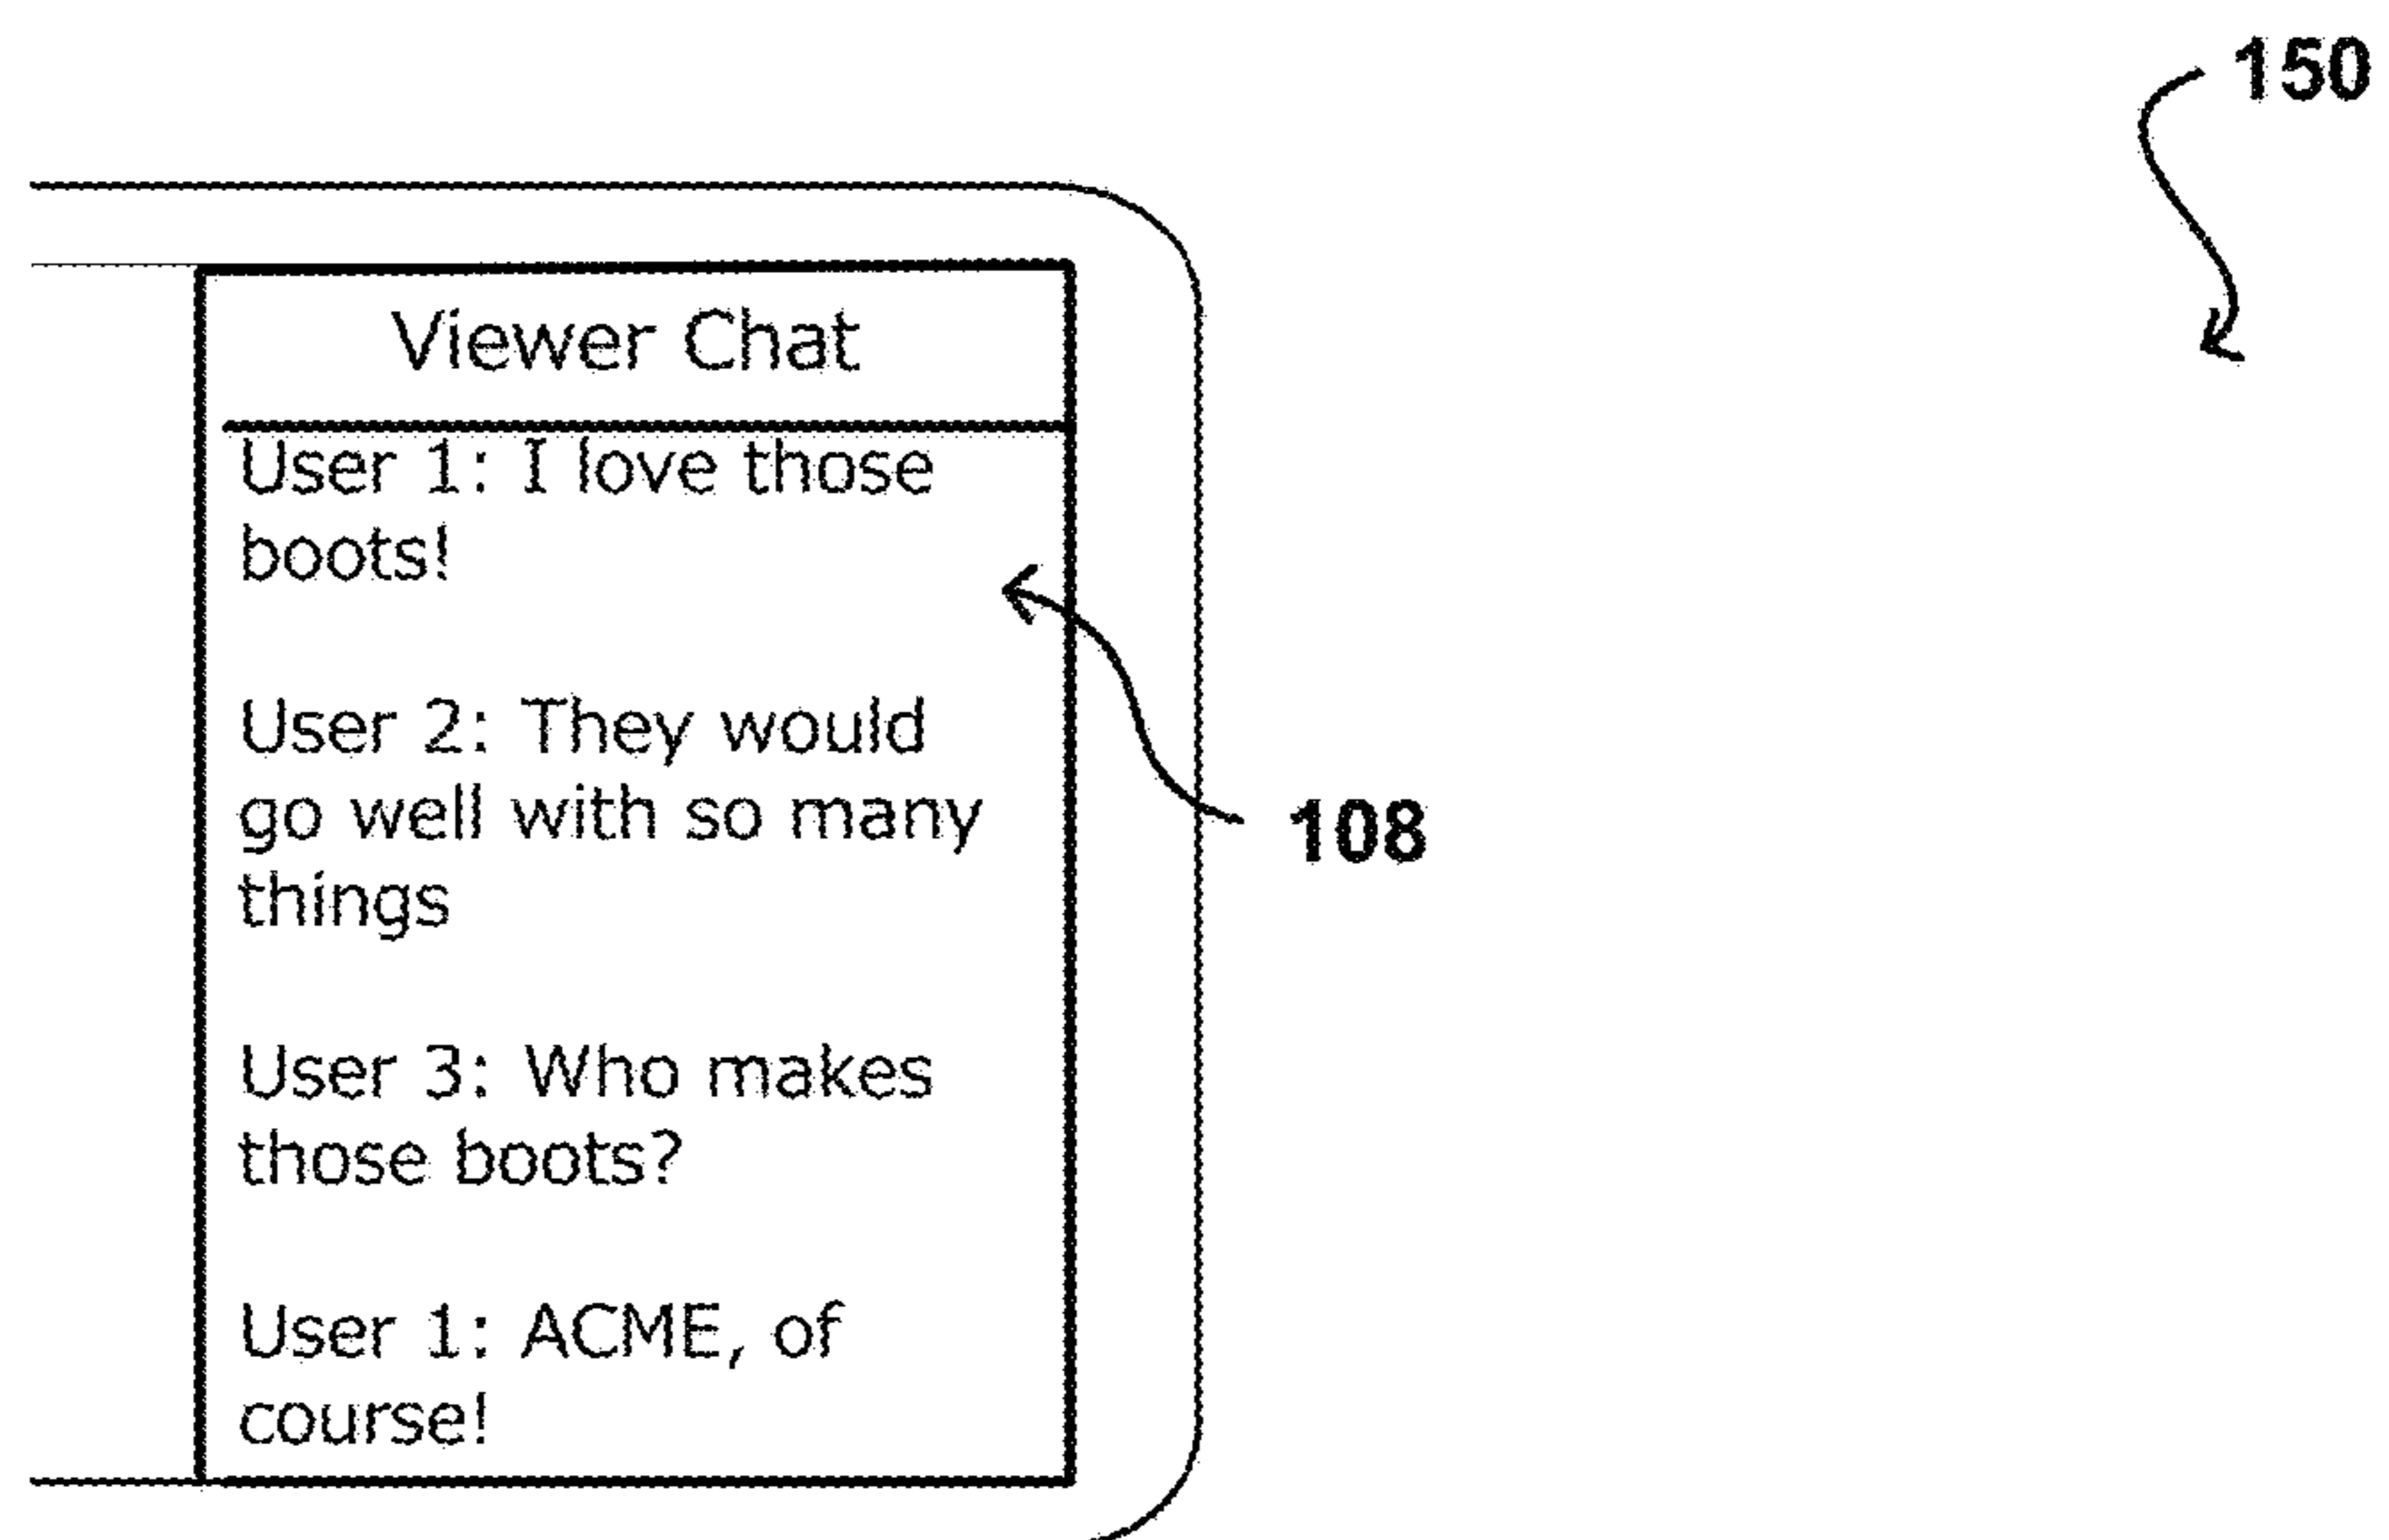 150
Viewer Chat
User 1: I love those
boots!
User 2: They would
go well with so many
things
108
User 3: Who makes
those boots?
User 1: ACME, of
course!